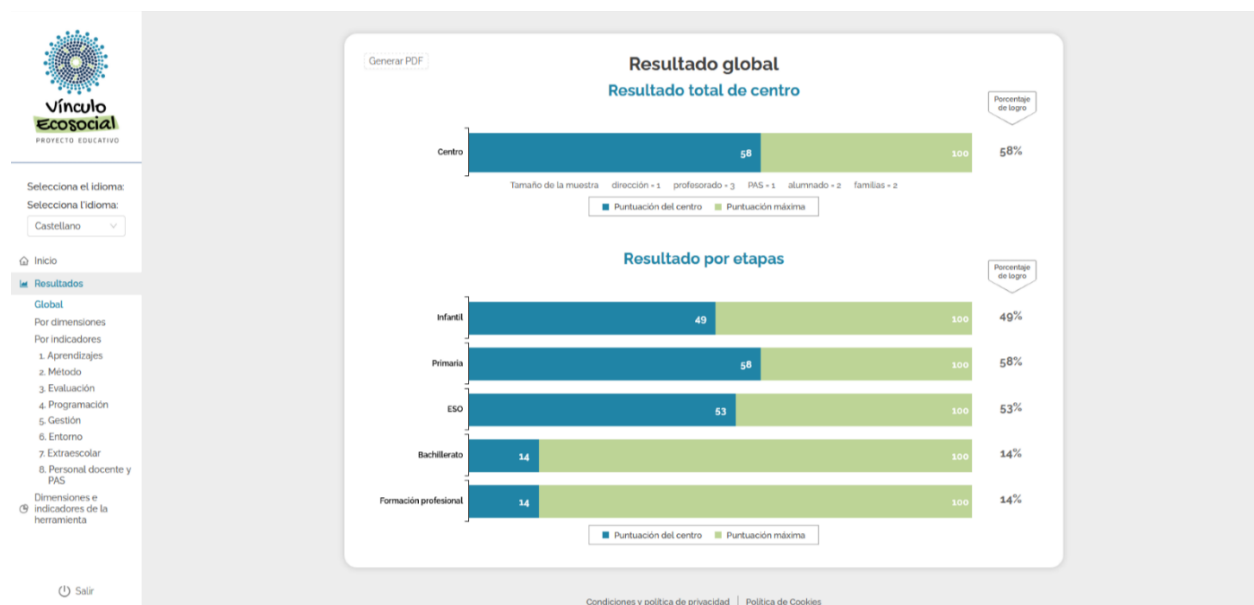 Vínculo
Ecosocial
PROYECTO EDUCATIVO
Selecciona el idioma:
Selecciona l'idioma:
Castellano
Inicio
Resultados
Global
Por dimensiones
Por indicadores
1. Aprendizajes
2. Método
3. Evaluación
4. Programación
5. Gestión
6. Entorno
7. Extraescolar
8. Personal docente y
PAS
Dimensiones e
indicadores de la
herramienta
Salir
Generar PDF
Resultado global
Resultado total de centro
Porcentaje
de logro
Centro
58
100
58%
Tamaño de la muestra dirección = 1 profesorado = 3 PAS = 1 alumnado = 2 familias = 2
Puntuación del centro Puntuación máxima
Resultado por etapas
Porcentaje
de logro
Infantil 49 100 49%
Primaria 58 100 58%
ESO 53 100 53%
Bachillerato 14 100 14%
Formación profesional 14 100 14%
Puntuación del centro Puntuación máxima
Condiciones y política de privacidad | Política de Cookies